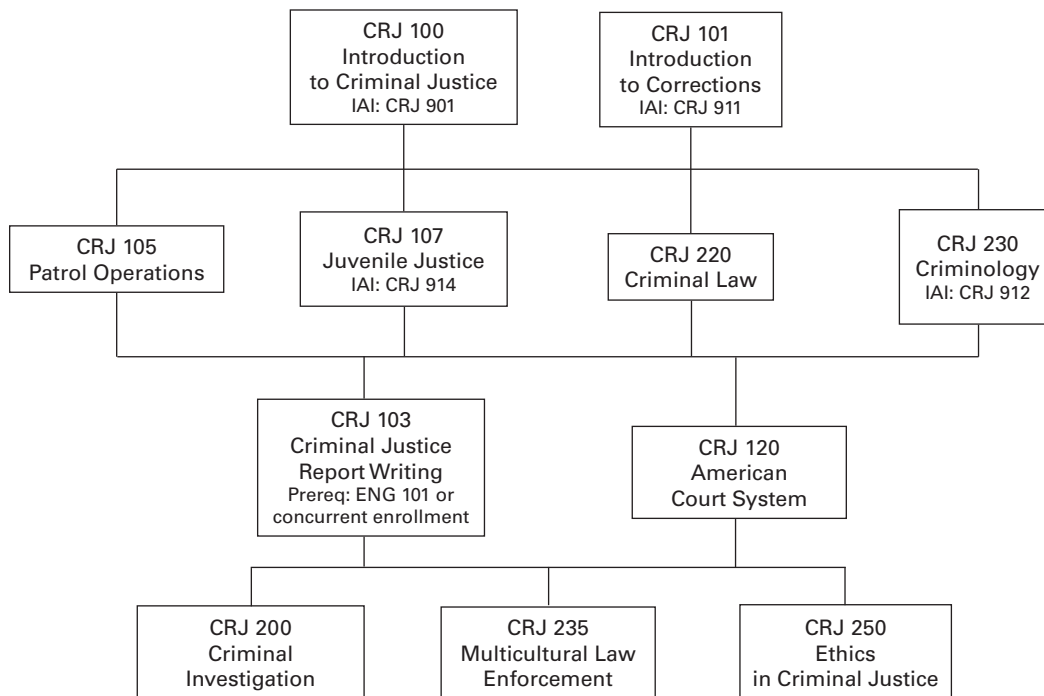 CRJ 100
Introduction
to Criminal Justice
IAI: CRJ 901
CRJ 101
Introduction
to Corrections
IAI: CRJ 911
CRJ 105
Patrol Operations
CRJ 107
Juvenile Justice
IAI: CRJ 914
CRJ 220
Criminal Law
CRJ 230
Criminology
IAI: CRJ 912
CRJ 103
Criminal Justice
Report Writing
Prereq: ENG 101 or
concurrent enrollment
CRJ 120
American
Court System
CRJ 200
Criminal
Investigation
CRJ 235
Multicultural Law
Enforcement
CRJ 250
Ethics
in Criminal Justice